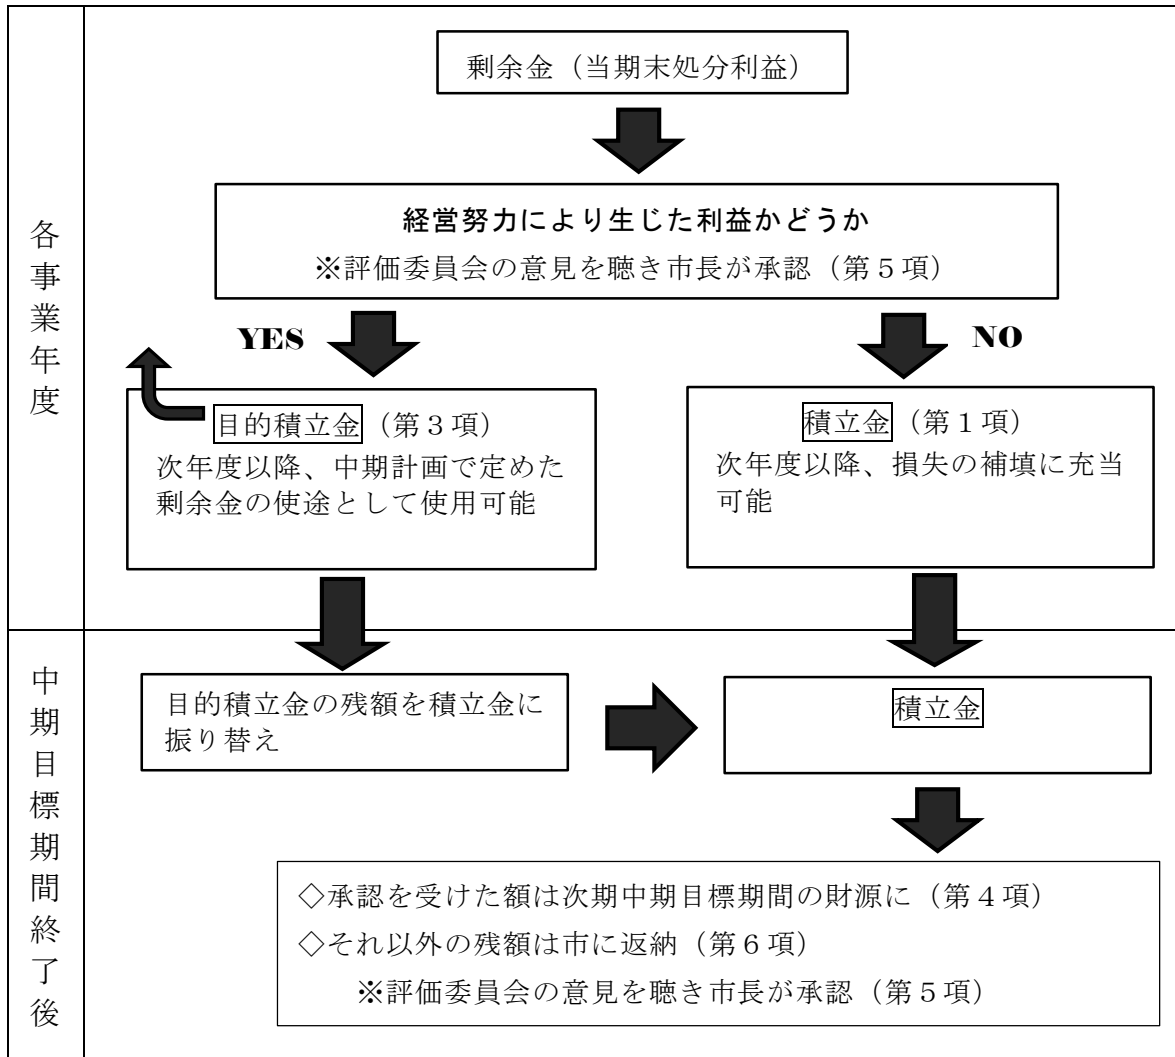 各事業年度
剰余金（当期末処分利益）
経営努力により生じた利益かどうか
※評価委員会の意見を聴き市長が承認（第５項）
YES
NO
目的積立金（第３項）
次年度以降、中期計画で定めた
剰余金の使途として使用可能
積立金（第１項）
次年度以降、損失の補填に充当
可能
中期目標期間終了後
目的積立金の残額を積立金に
振り替え
積立金
◇承認を受けた額は次期中期目標期間の財源に（第４項）
◇それ以外の残額は市に返納（第６項）
※評価委員会の意見を聴き市長が承認（第５項）